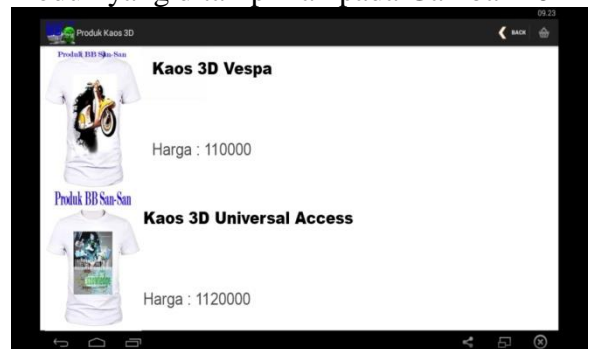 09.23
Produk Kaos 3D
BACK
Produk BB San-San
Kaos 3D Vespa
Harga : 110000
Produk BB San-San
Kaos 3D Universal Access
Harga : 1120000